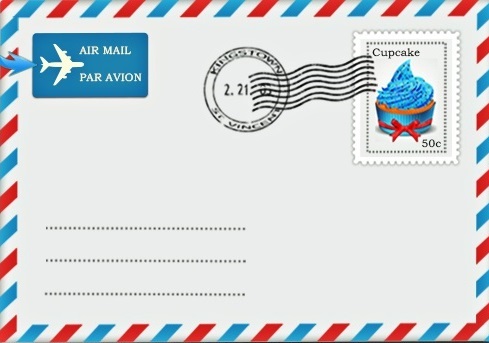 AIR MAIL
PAR AVION
KINGSTOWN
2. 21
ST VINCENT
Cupcake
50c